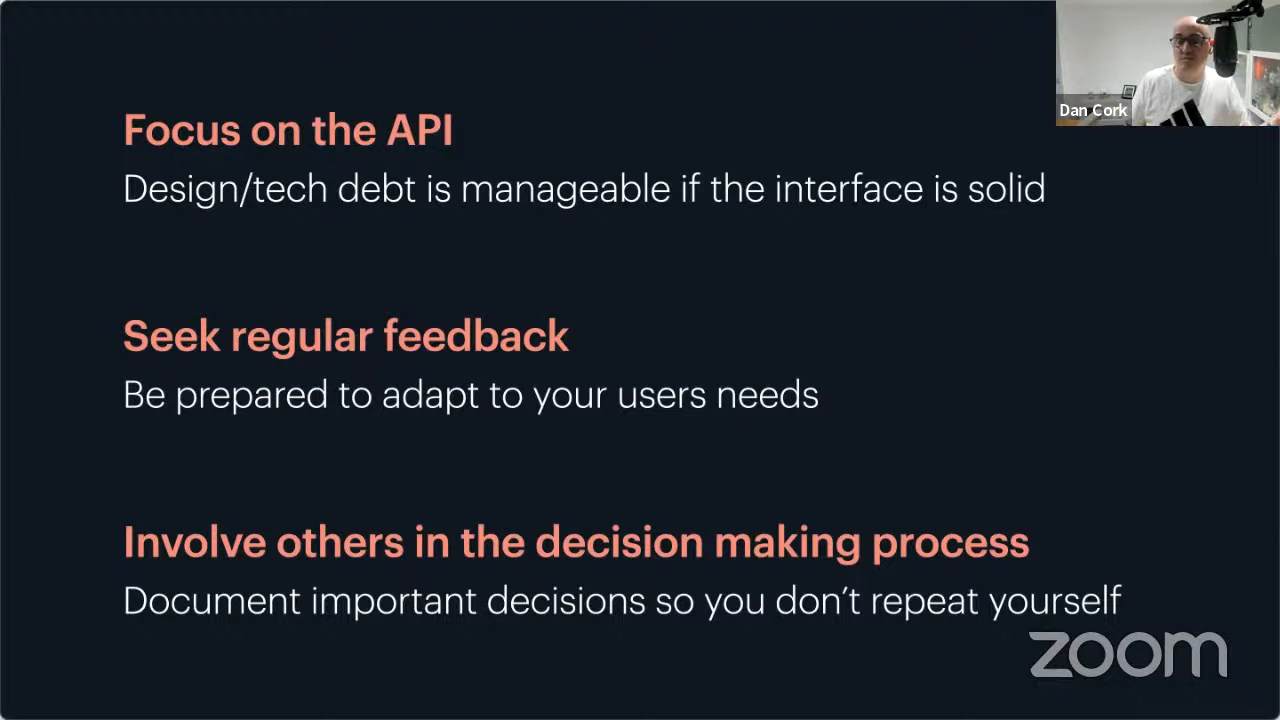 Focus on the API
Design/tech debt is manageable if the interface is solid
Seek regular feedback
Be prepared to adapt to your users needs
Involve others in the decision making process
Document important decisions so you don’t repeat yourself
Dan Cork
zoom